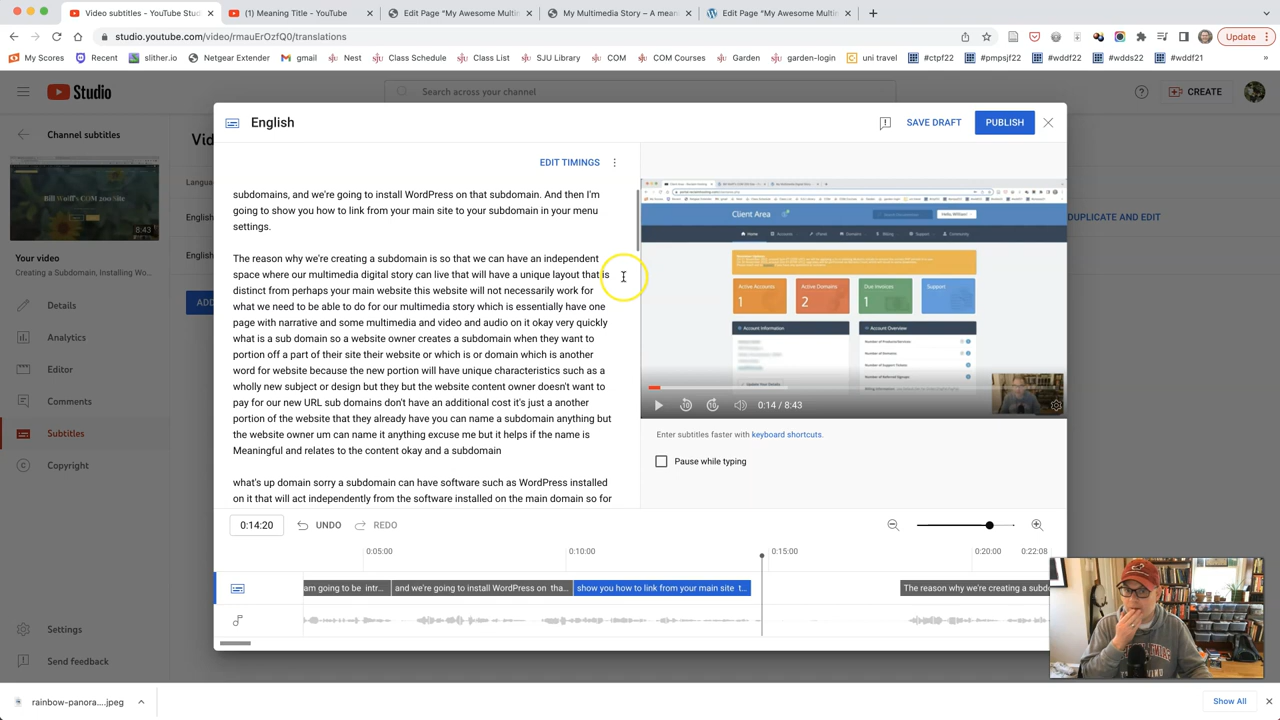 Video subtitles - YouTube Stud
(1) Meaning Title - YouTube
Edit Page "My Awesome Multim
My Multimedia Story – A mean
Edit Page "My Awesome Multim
studio.youtube.com/video/rmauErOzfQ0/translations
Update
My Scores
Recent
slither.io
Netgear Extender
gmail
Nest
Class Schedule
Class List
SJU Library
COM
COM Courses
Garden
garden-login
uni travel
#ctpf22
#pmpsjf22
#wddf22
#wdds22
#wddf21
Studio
Search across your channel
CREATE
Channel subtitles
English
SAVE DRAFT
PUBLISH
EDIT TIMINGS
Bill Wolff's COM 200 Site
8:43
Your video
Creating a Subdomain, Installing Wo...
Details
Analytics
Editor
Comments
Subtitles
Copyright
Settings
Send feedback
DUPLICATE AND EDIT
subdomains, and we're going to install WordPress on that subdomain. And then I'm
going to show you how to link from your main site to your subdomain in your menu
settings.
The reason why we're creating a subdomain is so that we can have an independent
space where our multimedia digital story can live that will have a unique layout that is
distinct from perhaps your main website this website will not necessarily work for
what we need to be able to do for our multimedia story which is essentially have one
page with narrative and some multimedia and video and audio on it okay very quickly
what is a sub domain so a website owner creates a subdomain when they want to
portion of a part of their site their website or which is or domain which is another
word for website because the new portion will have unique characteristics such as a
wholly new subject or design but they but the website content owner doesn't want to
pay for our new URL sub domains don't have an additional cost it's just a another
portion of the website that they already have you can name a subdomain anything but
the website owner um can name it anything excuse me but it helps if the name is
Meaningful and relates to the content okay and a subdomain
what's up domain sorry a subdomain can have software such as WordPress installed
on it that will act independently from the software installed on the main domain so for
Client Area
Home
Active Accounts
1
Active Domains
2
Due Invoices
1
Support
Account Information
Account Overview
0:14 / 8:43
Enter subtitles faster with keyboard shortcuts.
Pause while typing
0:14:20
UNDO
REDO
0:05:00
0:10:00
0:15:00
0:20:00
0:22:08
am going to be intr...
and we're going to install WordPress on tha...
show you how to link from your main site t...
The reason why we're creating a subdo
rainbow-panora....jpeg
Show All